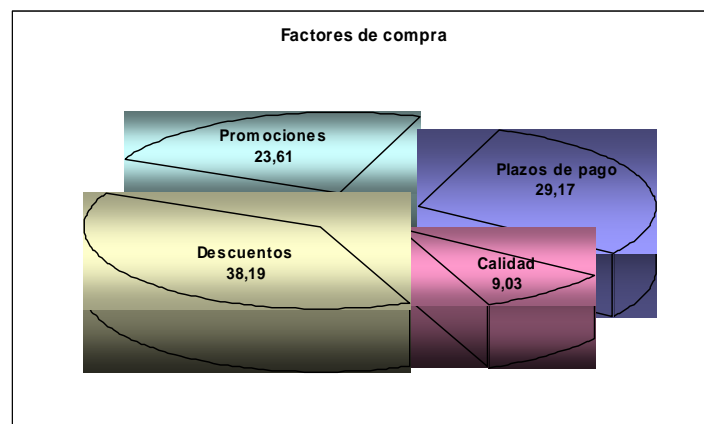 Factores de compra
Promociones
23,61
Plazos de pago
29,17
Descuentos
38,19
Calidad
9,03